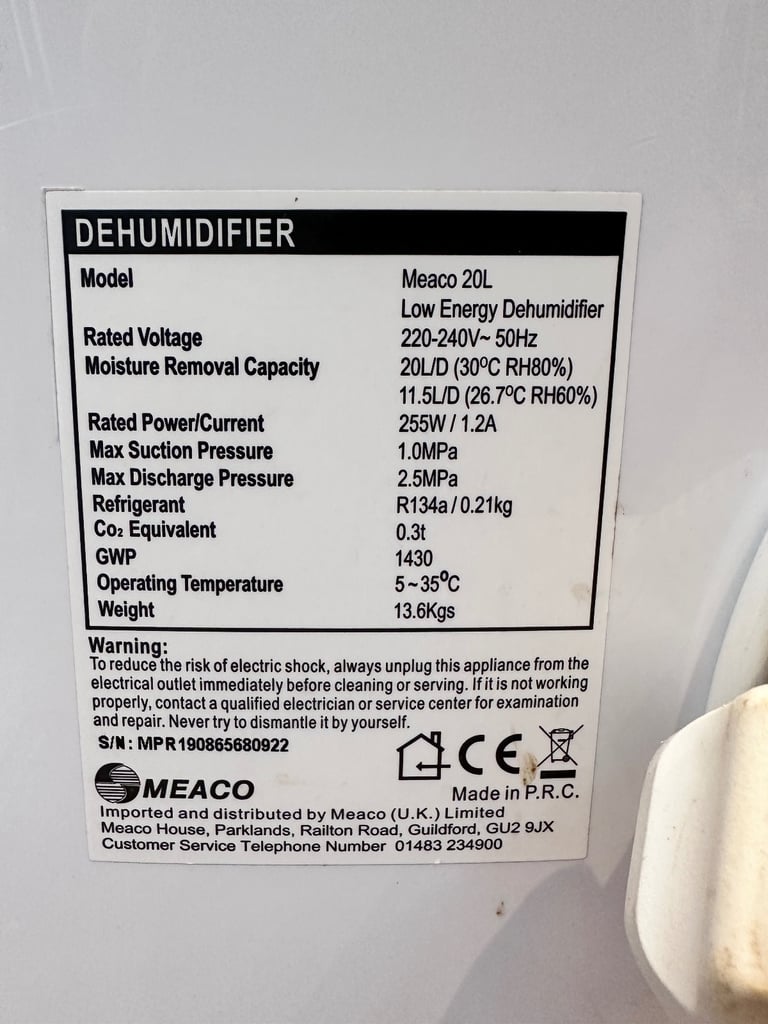 DEHUMIDIFIER
Model Meaco 20L
Low Energy Dehumidifier
Rated Voltage 220-240V~ 50Hz
Moisture Removal Capacity 20L/D (30ºC RH80%)
11.5L/D (26.7ºC RH60%)
Rated Power/Current 255W / 1.2A
Max Suction Pressure 1.0MPa
Max Discharge Pressure 2.5MPa
Refrigerant R134a / 0.21kg
Co₂ Equivalent 0.3t
GWP 1430
Operating Temperature 5~35ºC
Weight 13.6Kgs
Warning:
To reduce the risk of electric shock, always unplug this appliance from the
electrical outlet immediately before cleaning or serving. If it is not working
properly, contact a qualified electrician or service center for examination
and repair. Never try to dismantle it by yourself.
S/N: MPR190865680922
CE
MEACO
Made in P.R.C.
Imported and distributed by Meaco (U.K.) Limited
Meaco House, Parklands, Railton Road, Guildford, GU2 9JX
Customer Service Telephone Number 01483 234900